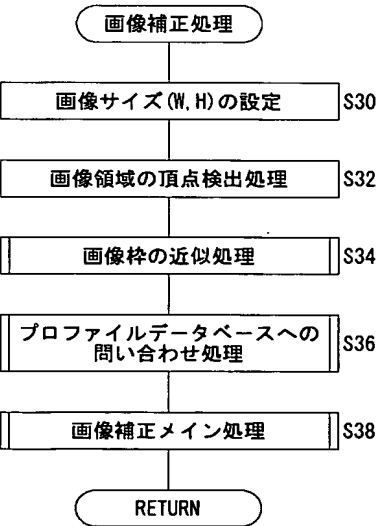 画像補正処理
画像サイズ(W,H)の設定 S30
画像領域の頂点検出処理 S32
画像枠の近似処理 S34
プロファイルデータベースへの
問い合わせ処理 S36
画像補正メイン処理 S38
RETURN